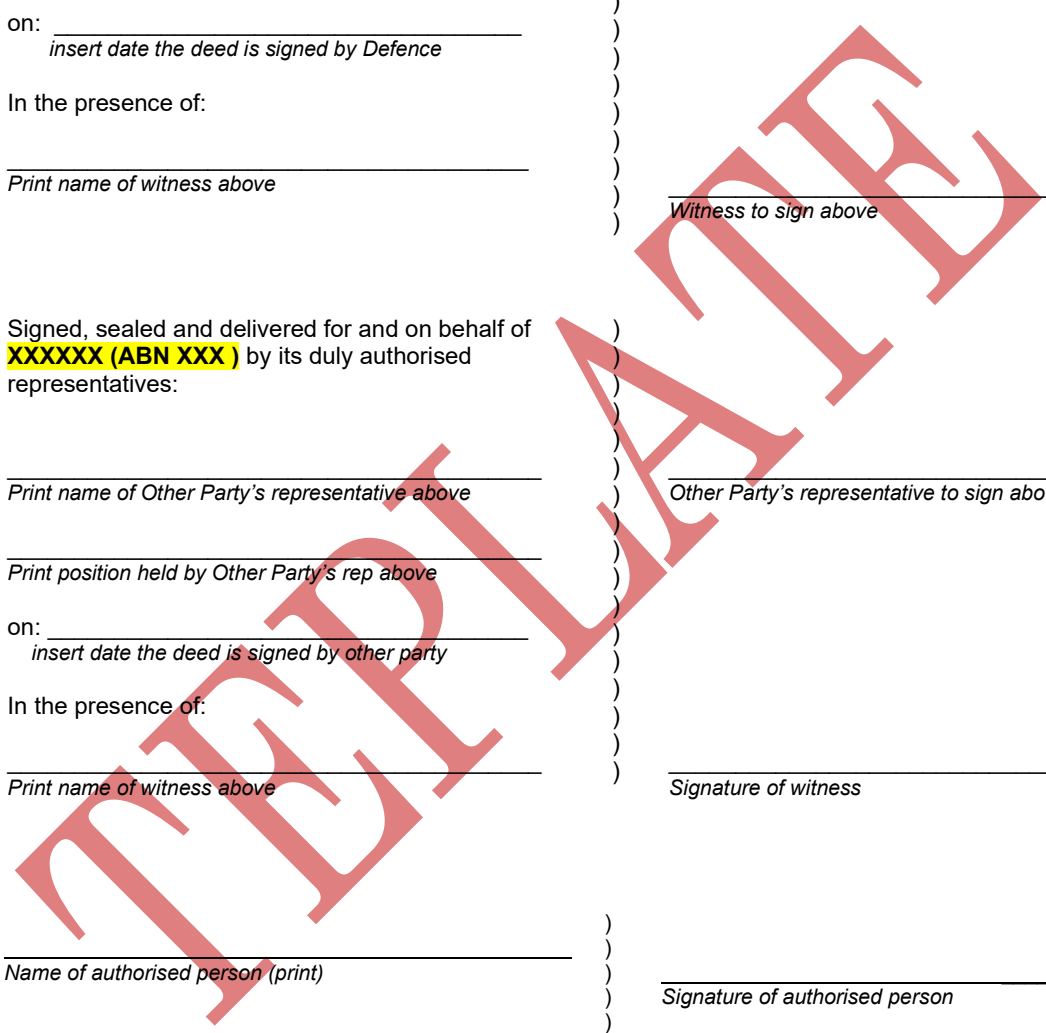 on:
insert date the deed is signed by Defence
In the presence of:
Print name of witness above
Witness to sign above
Signed, sealed and delivered for and on behalf of
XXXXXX (ABN XXX ) by its duly authorised
representatives:
Print name of Other Party's representative above
Other Party's representative to sign abo
Print position held by Other Party's rep above
on:
insert date the deed is signed by other party
In the presence of:
Print name of witness above
Signature of witness
Name of authorised person (print)
Signature of authorised person
TEPLATE